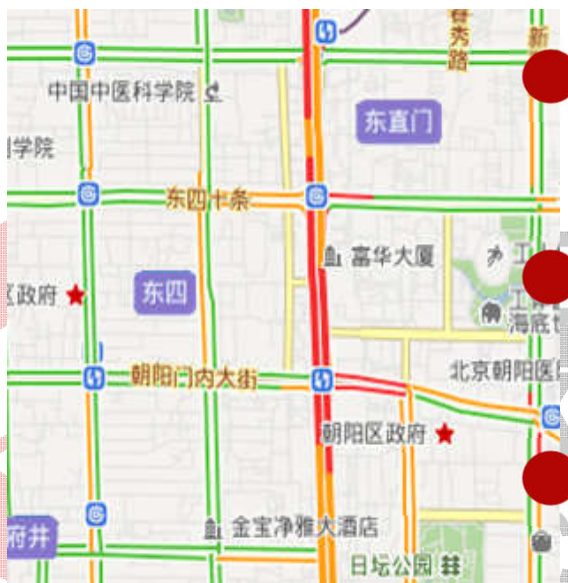 春秀路
新
中国中医科学院
东直门
学院
东四十条
富华大厦
工
区政府
东四
海底世
朝阳门内大街
北京朝阳医院
朝阳区政府
金宝净雅大酒店
府井
日坛公园